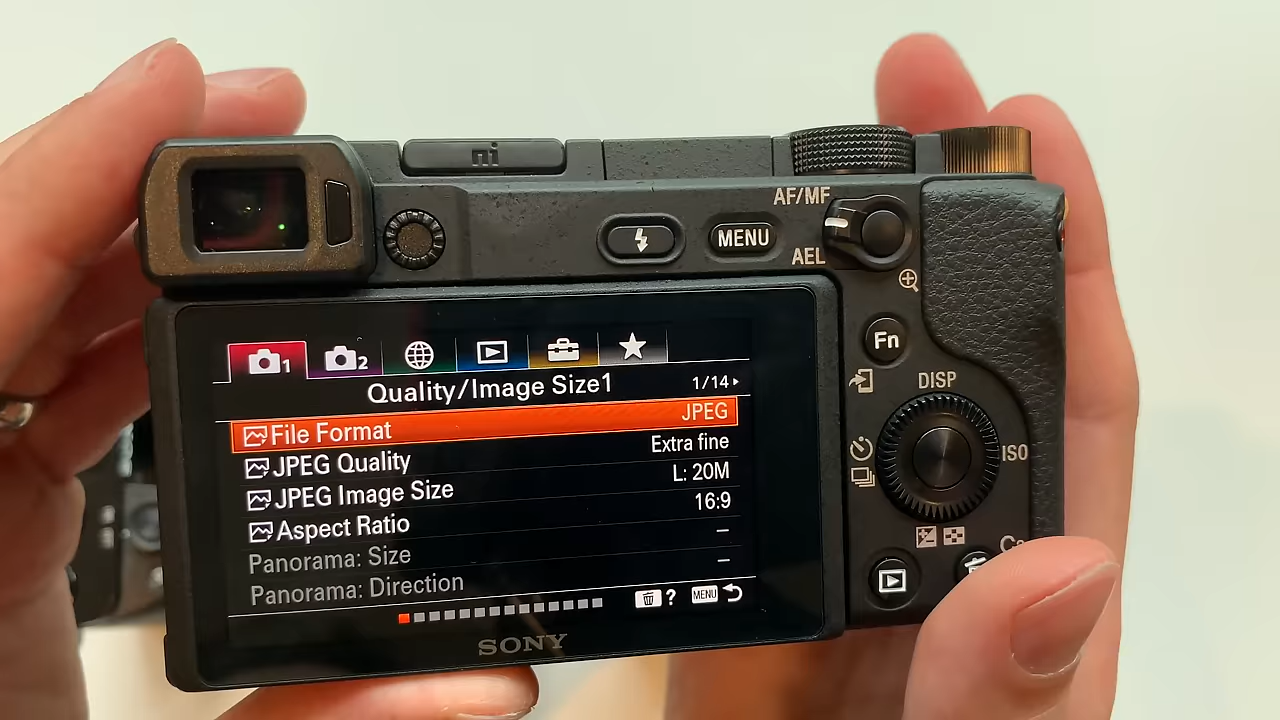 ni
AF/MF
MENU
AEL
Fn
DISP
ISO
1
2
Quality/Image Size1 1/14
File Format JPEG
JPEG Quality Extra fine
JPEG Image Size L: 20M
Aspect Ratio 16:9
Panorama: Size –
Panorama: Direction –
? MENU
SONY